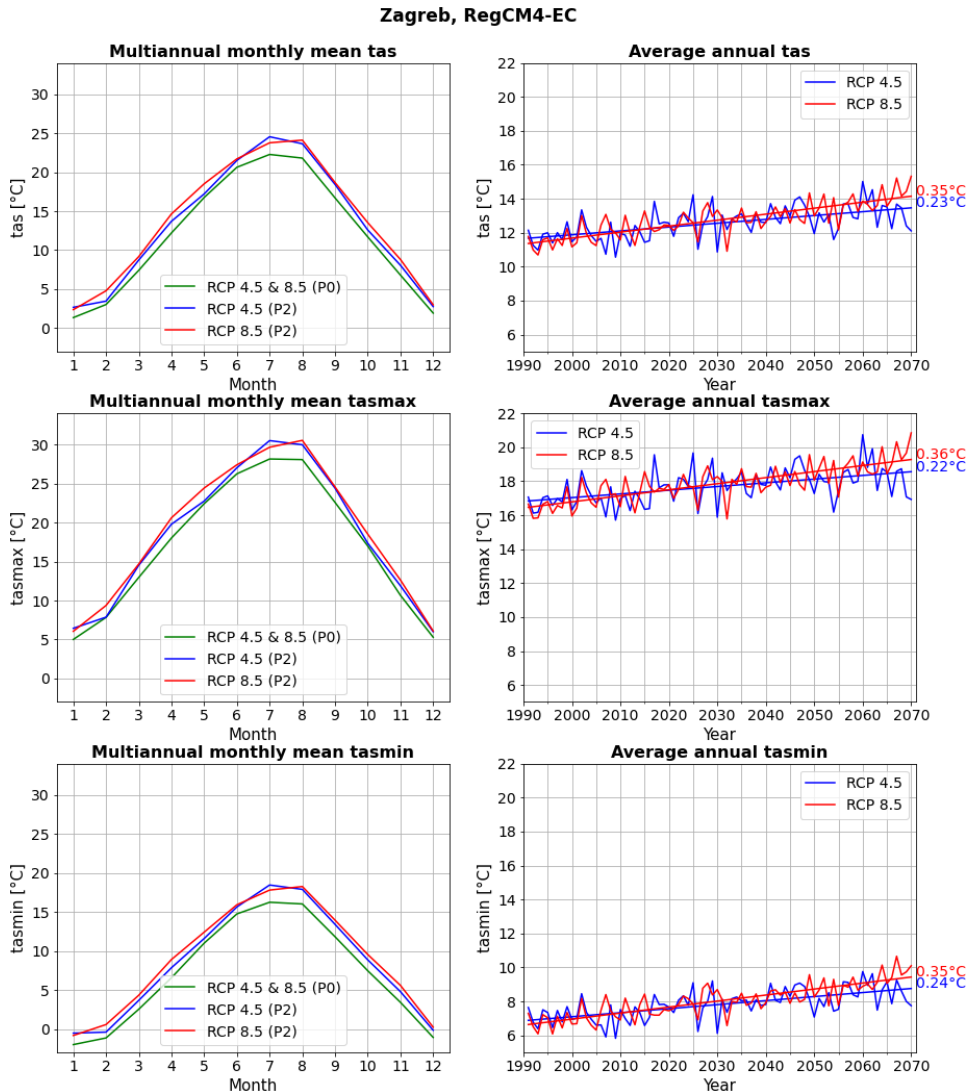 Zagreb, RegCM4-EC
Multiannual monthly mean tas
tas [°C]
30
25
20
15
10
5
0
RCP 4.5 & 8.5 (P0)
RCP 4.5 (P2)
RCP 8.5 (P2)
1 2 3 4 5 6 7 8 9 10 11 12
Month
Average annual tas
tas [°C]
22
20
18
16
14
12
10
8
6
RCP 4.5
RCP 8.5
0.35°C
0.23°C
1990 2000 2010 2020 2030 2040 2050 2060 2070
Year
Multiannual monthly mean tasmax
tasmax [°C]
30
25
20
15
10
5
0
RCP 4.5 & 8.5 (P0)
RCP 4.5 (P2)
RCP 8.5 (P2)
1 2 3 4 5 6 7 8 9 10 11 12
Month
Average annual tasmax
tasmax [°C]
22
20
18
16
14
12
10
8
6
RCP 4.5
RCP 8.5
0.36°C
0.22°C
1990 2000 2010 2020 2030 2040 2050 2060 2070
Year
Multiannual monthly mean tasmin
tasmin [°C]
30
25
20
15
10
5
0
RCP 4.5 & 8.5 (P0)
RCP 4.5 (P2)
RCP 8.5 (P2)
1 2 3 4 5 6 7 8 9 10 11 12
Month
Average annual tasmin
tasmin [°C]
22
20
18
16
14
12
10
8
6
RCP 4.5
RCP 8.5
0.35°C
0.24°C
1990 2000 2010 2020 2030 2040 2050 2060 2070
Year